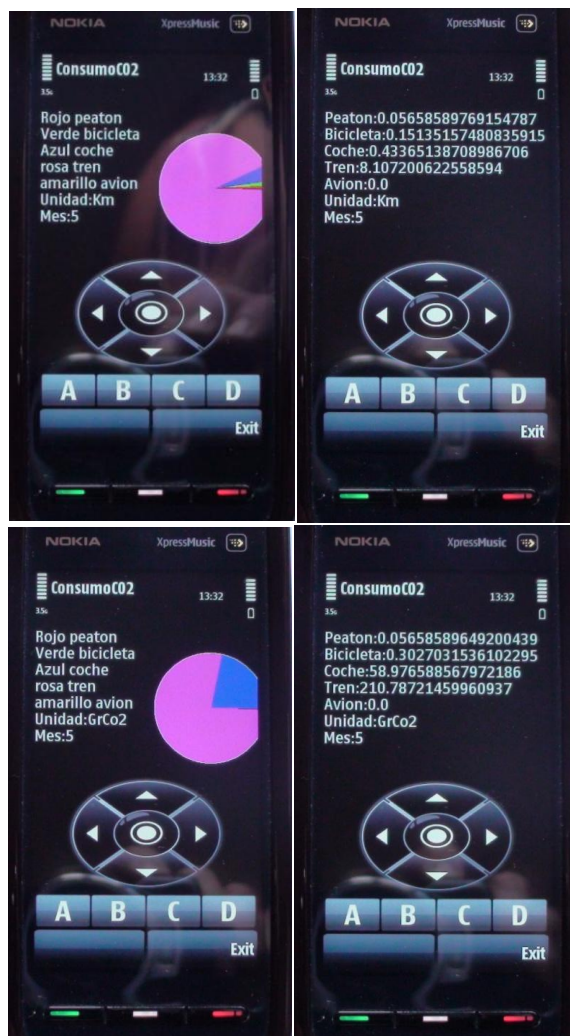 NOKIA XpressMusic
ConsumoC02
13:32
3.5G
Rojo peaton
Verde bicicleta
Azul coche
rosa tren
amarillo avion
Unidad:Km
Mes:5
A B C D
Exit
NOKIA XpressMusic
ConsumoC02
13:32
3.5G
Peaton:0.05658589769154787
Bicicleta:0.15135157480835915
Coche:0.43365138708986706
Tren:8.107200622558594
Avion:0.0
Unidad:Km
Mes:5
A B C D
Exit
NOKIA XpressMusic
ConsumoC02
13:32
3.5G
Rojo peaton
Verde bicicleta
Azul coche
rosa tren
amarillo avion
Unidad:GrCo2
Mes:5
A B C D
Exit
NOKIA XpressMusic
ConsumoC02
13:32
3.5G
Peaton:0.05658589649200439
Bicicleta:0.3027031536102295
Coche:58.976588567972186
Tren:210.78721459960937
Avion:0.0
Unidad:GrCo2
Mes:5
A B C D
Exit